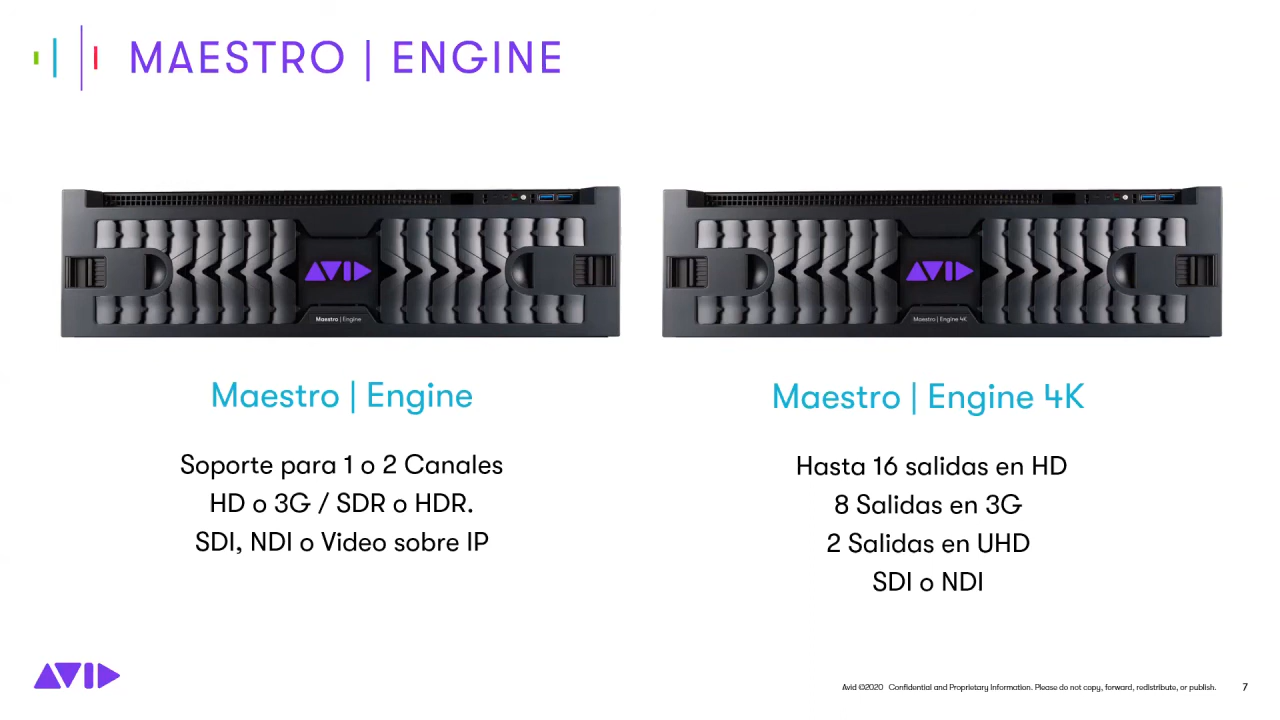 MAESTRO | ENGINE
AVID
Maestro | Engine
AVID
Maestro | Engine 4K
Maestro | Engine
Soporte para 1 o 2 Canales
HD o 3G / SDR o HDR.
SDI, NDI o Video sobre IP
Maestro | Engine 4K
Hasta 16 salidas en HD
8 Salidas en 3G
2 Salidas en UHD
SDI o NDI
AVID
Avid ©2020 Confidential and Proprietary Information. Please do not copy, forward, redistribute, or publish.
7